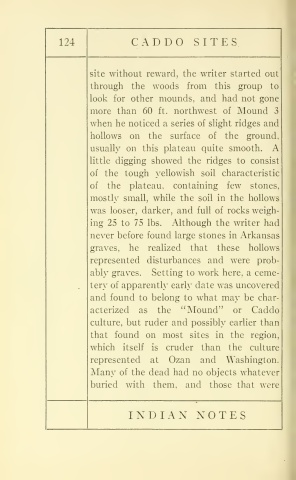 124
CADDO SITES
site without reward, the writer started out
through the woods from this group to
look for other mounds, and had not gone
more than 60 ft. northwest of Mound 3
when he noticed a series of slight ridges and
hollows on the surface of the ground,
usually on this plateau quite smooth. A
little digging showed the ridges to consist
of the tough yellowish soil characteristic
of the plateau, containing few stones,
mostly small, while the soil in the hollows
was looser, darker, and full of rocks weigh-
ing 25 to 75 lbs. Although the writer had
never before found large stones in Arkansas
graves, he realized that these hollows
represented disturbances and were prob-
ably graves. Setting to work here, a ceme-
tery of apparently early date was uncovered
and found to belong to what may be char-
acterized as the "Mound" or Caddo
culture, but ruder and possibly earlier than
that found on most sites in the region,
which itself is cruder than the culture
represented at Ozan and Washington.
Many of the dead had no objects whatever
buried with them, and those that were
INDIAN NOTES